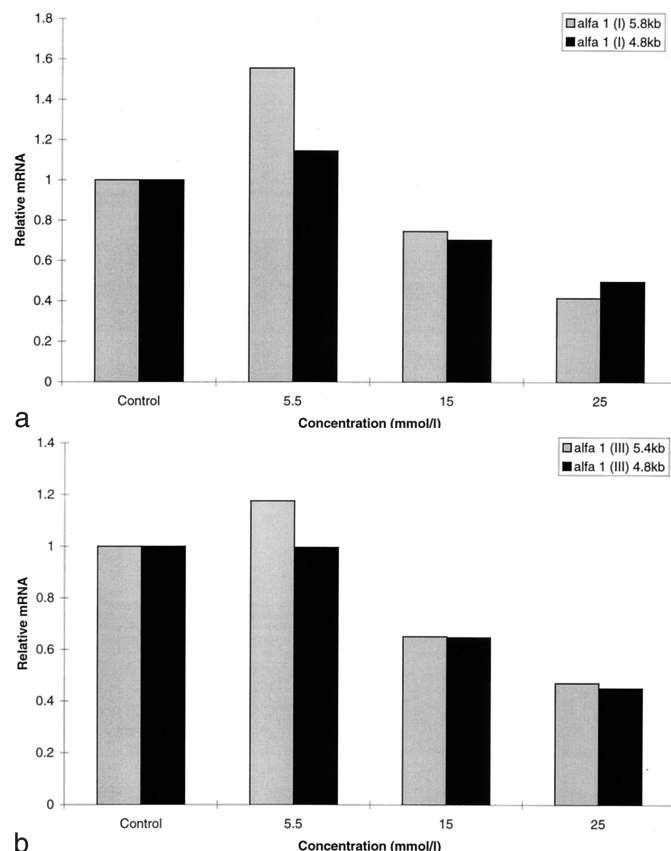 1.8
alfa 1 (I) 5.8kb
alfa 1 (I) 4.8kb
1.6
1.4
1.2
1
0.8
0.6
0.4
0.2
0
Relative mRNA
Control 5.5 15 25
Concentration (mmol/l)
a
1.4
alfa 1 (III) 5.4kb
alfa 1 (III) 4.8kb
1.2
1
0.8
0.6
0.4
0.2
0
Relative mRNA
Control 5.5 15 25
Concentration (mmol/l)
b